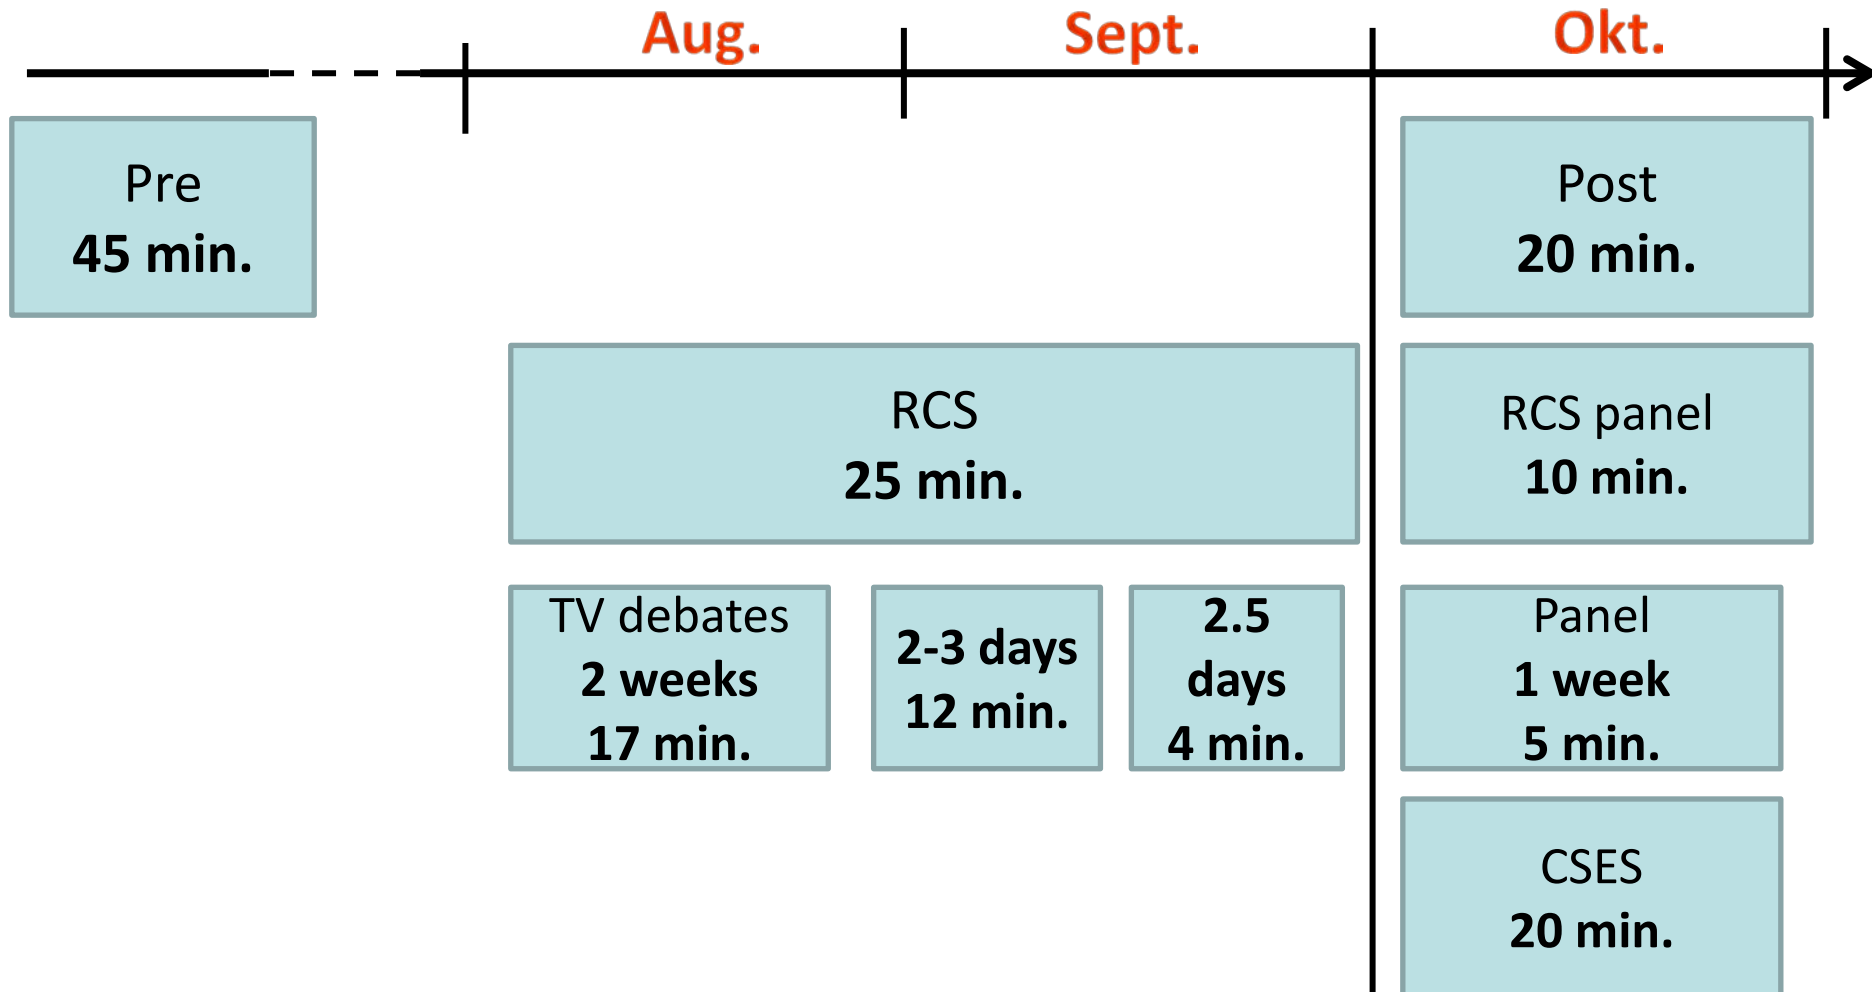 Aug.
Sept.
Okt.
Pre
45 min.
Post
20 min.
RCS
25 min.
RCS panel
10 min.
TV debates
2 weeks
17 min.
2-3 days
12 min.
2.5
days
4 min.
Panel
1 week
5 min.
CSES
20 min.